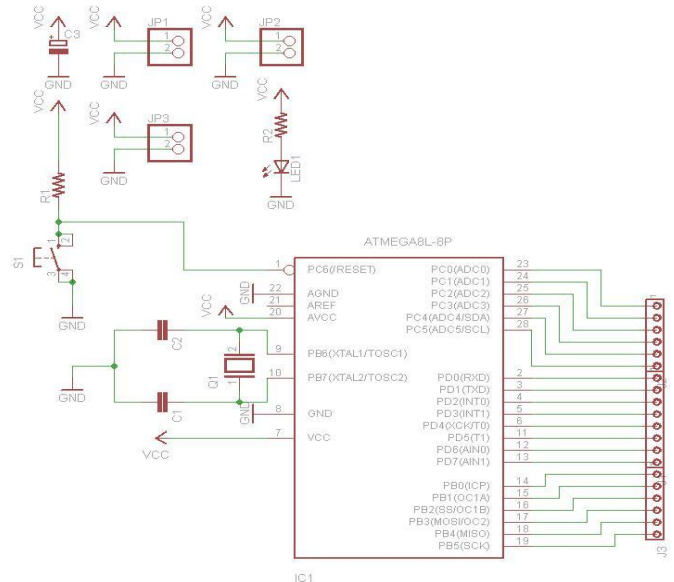 VCC
C3
GND
VCC
JP1
1
2
GND
VCC
JP2
1
2
GND
VCC
R1
VCC
JP3
1
2
GND
VCC
R2
LED1
GND
S1
1
2
3
4
GND
ATMEGA8L-8P
1 PC6(/RESET)
GND
22 AGND
21 AREF
VCC
20 AVCC
9 PB6(XTAL1/TOSC1)
10 PB7(XTAL2/TOSC2)
GND
8 GND
7 VCC
VCC
C2
Q1
2
1
C1
GND
PC0(ADC0) 23
PC1(ADC1) 24
PC2(ADC2) 25
PC3(ADC3) 26
PC4(ADC4/SDA) 27
PC5(ADC5/SCL) 28
PD0(RXD) 2
PD1(TXD) 3
PD2(INT0) 4
PD3(INT1) 5
PD4(XCK/T0) 6
PD5(T1) 11
PD6(AIN0) 12
PD7(AIN1) 13
PB0(ICP) 14
PB1(OC1A) 15
PB2(SS/OC1B) 16
PB3(MOSI/OC2) 17
PB4(MISO) 18
PB5(SCK) 19
J3
IC1